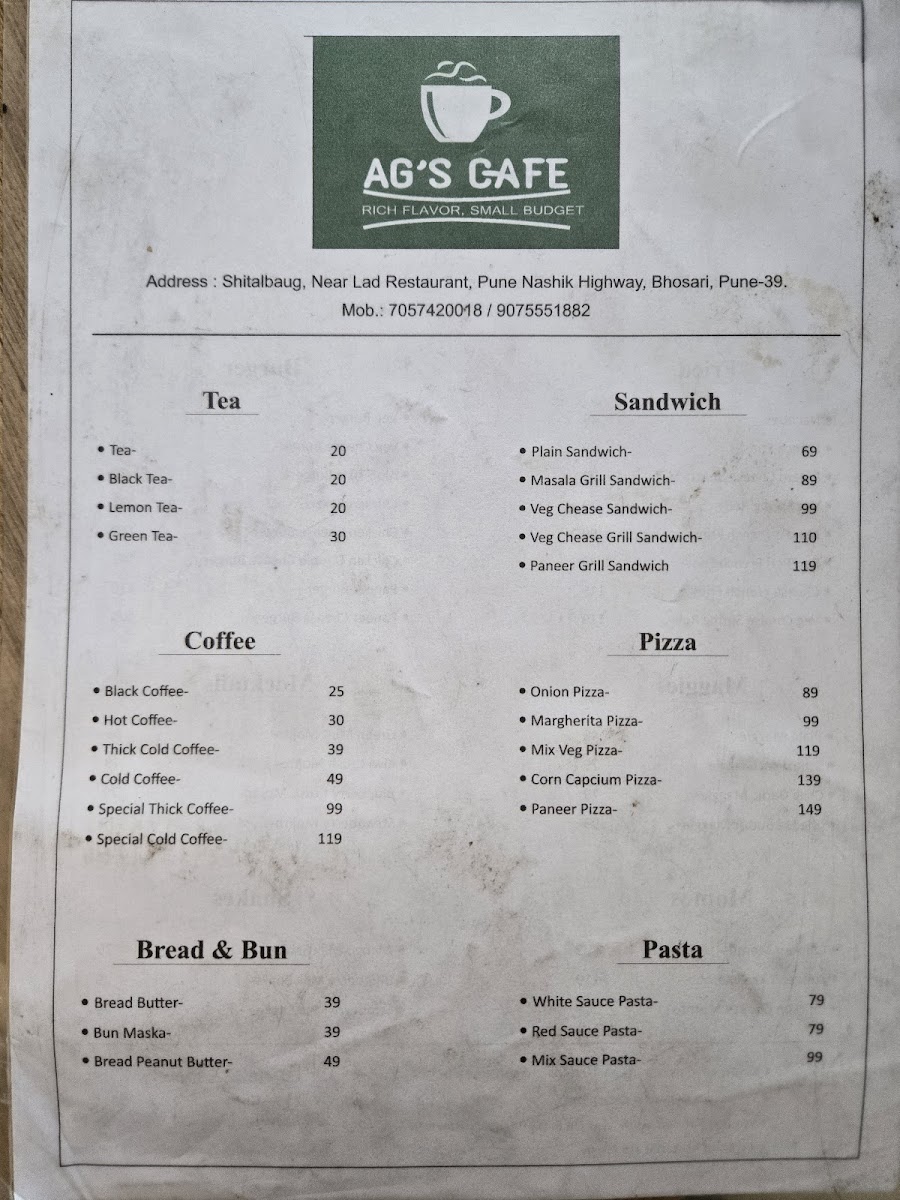 AG'S CAFE
RICH FLAVOR, SMALL BUDGET
Address : Shitalbaug, Near Lad Restaurant, Pune Nashik Highway, Bhosari, Pune-39.
Mob.: 7057420018 / 9075551882
Tea
• Tea- 20
• Black Tea- 20
• Lemon Tea- 20
• Green Tea- 30
Sandwich
• Plain Sandwich- 69
• Masala Grill Sandwich- 89
• Veg Chease Sandwich- 99
• Veg Chease Grill Sandwich- 110
• Paneer Grill Sandwich 119
Coffee
• Black Coffee- 25
• Hot Coffee- 30
• Thick Cold Coffee- 39
• Cold Coffee- 49
• Special Thick Coffee- 99
• Special Cold Coffee- 119
Pizza
• Onion Pizza- 89
• Margherita Pizza- 99
• Mix Veg Pizza- 119
• Corn Capcium Pizza- 139
• Paneer Pizza- 149
Bread & Bun
• Bread Butter- 39
• Bun Maska- 39
• Bread Peanut Butter- 49
Pasta
• White Sauce Pasta- 79
• Red Sauce Pasta- 79
• Mix Sauce Pasta- 99